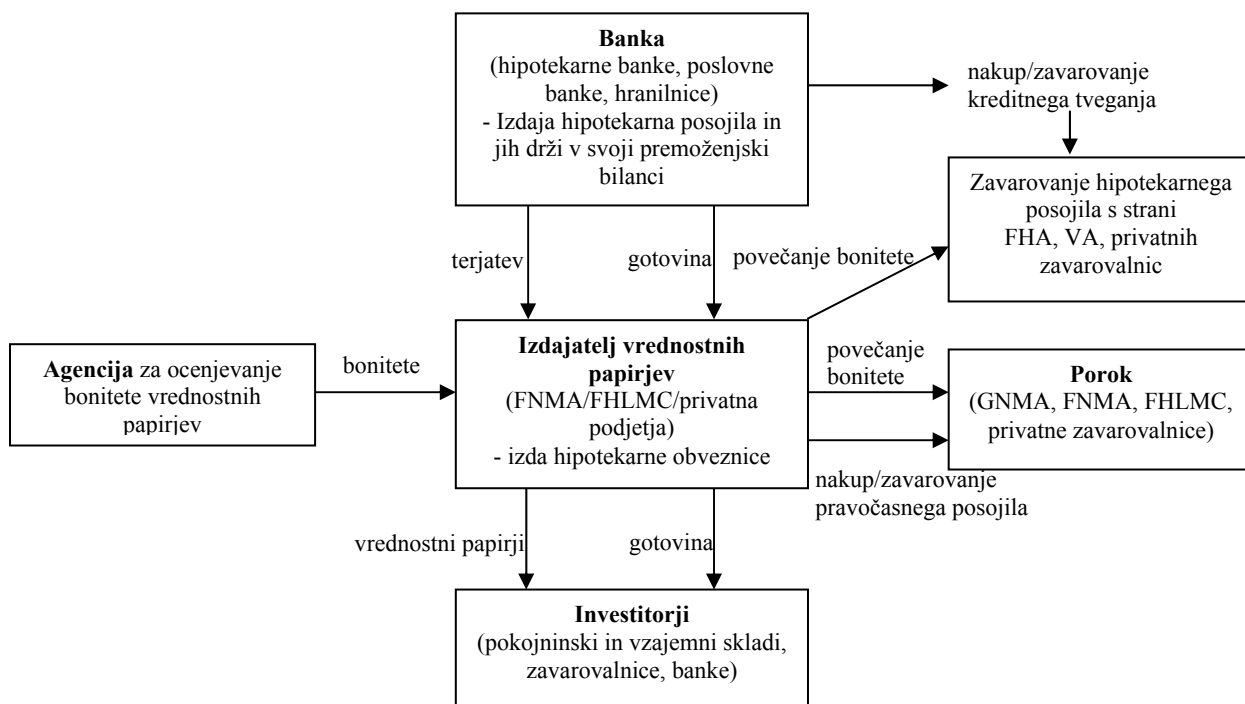 Banka
(hipotekarne banke, poslovne
banke, hranilnice)
- Izdaja hipotekarna posojila in
jih drži v svoji premoženjski
bilanci
nakup/zavarovanje
kreditnega tveganja
Zavarovanje hipotekarnega
posojila s strani
FHA, VA, privatnih
zavarovalnic
terjatev
gotovina
povečanje bonitete
Agencija za ocenjevanje
bonitete vrednostnih
papirjev
bonitete
Izdajatelj vrednostnih
papirjev
(FNMA/FHLMC/privatna
podjetja)
- izda hipotekarne obveznice
povečanje
bonitete
Porok
(GNMA, FNMA, FHLMC,
privatne zavarovalnice)
nakup/zavarovanje
pravočasnega posojila
vrednostni papirji
gotovina
Investitorji
(pokojninski in vzajemni skladi,
zavarovalnice, banke)